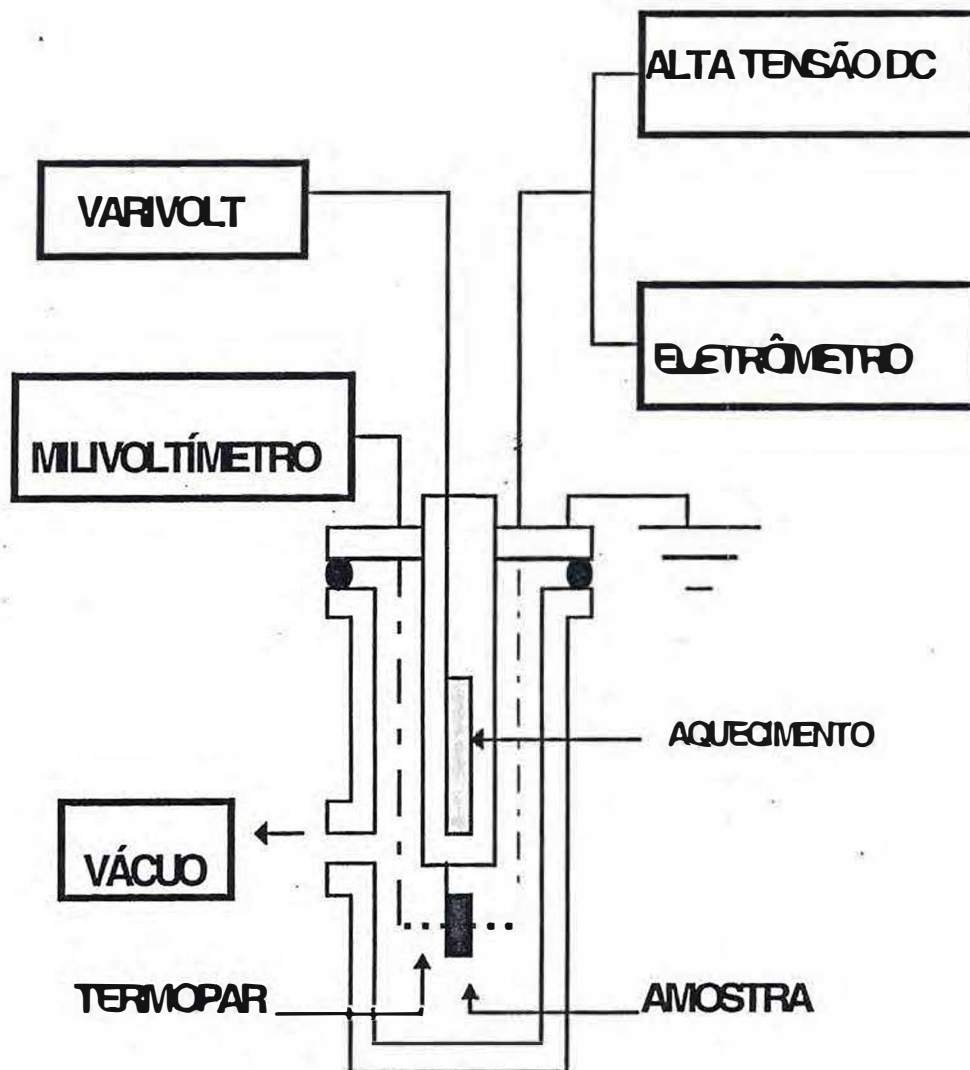 ALTA TENSÃO DC
VARIVOLT
ELETRÔMETRO
MILIVOLTÍMETRO
AQUECIMENTO
VÁCUO
TERMOPAR
AMOSTRA